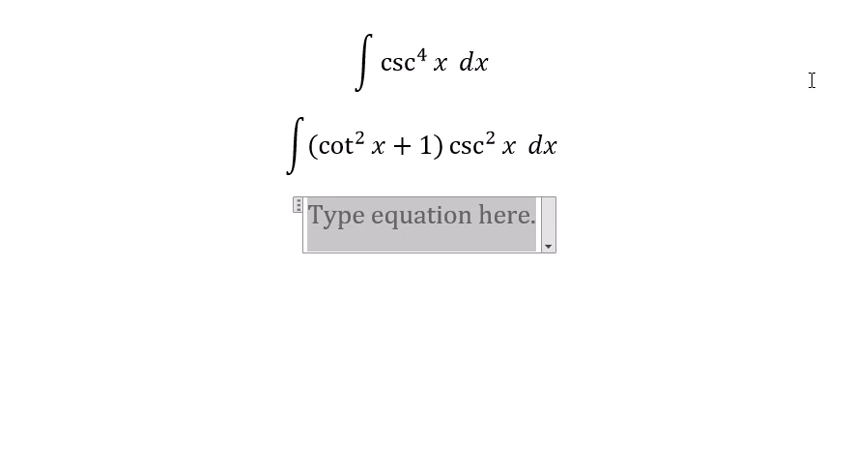 ∫ csc⁴ x dx
∫ (cot² x + 1) csc² x dx
Type equation here.